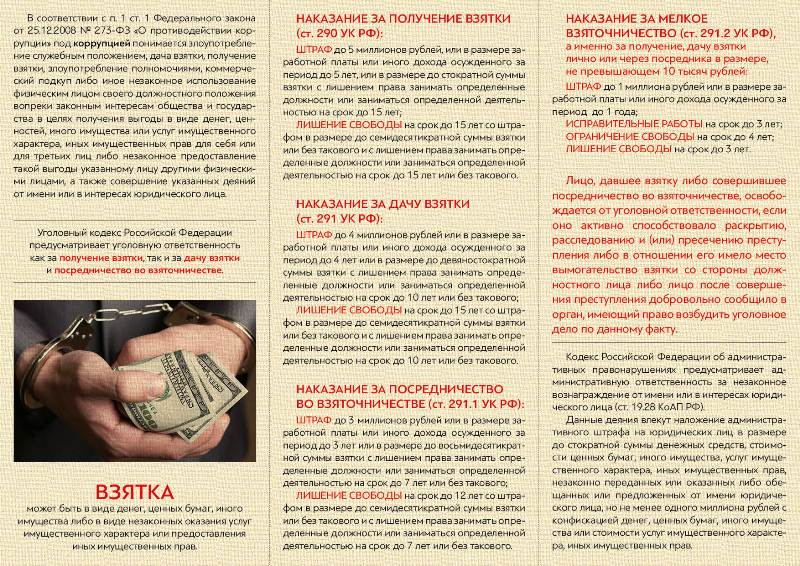 В соответствии с п. 1 ст. 1 Федерального закона
от 25.12.2008 № 273-ФЗ «О противодействии кор-
рупции» под коррупцией понимается злоупотребле-
ние служебным положением, дача взятки, получение
взятки, злоупотребление полномочиями, коммерчес-
кий подкуп либо иное незаконное использование
физическим лицом своего должностного положения
вопреки законным интересам общества и государ-
ства в целях получения выгоды в виде денег, цен-
ностей, иного имущества или услуг имущественного
характера, иных имущественных прав для себя или
для третьих лиц либо незаконное предоставление
такой выгоды указанному лицу другими физически-
ми лицами, а также совершение указанных деяний
от имени или в интересах юридического лица.
Уголовный кодекс Российской Федерации
предусматривает уголовную ответственность
как за получение взятки, так и за дачу взятки
и посредничество во взяточничестве.
ВЗЯТКА
может быть в виде денег, ценных бумаг, иного
имущества либо в виде незаконных оказания услуг
имущественного характера или предоставления
иных имущественных прав.
НАКАЗАНИЕ ЗА ПОЛУЧЕНИЕ ВЗЯТКИ
(ст. 290 УК РФ):
ШТРАФ до 5 миллионов рублей, или в размере за-
работной платы или иного дохода осужденного за
период до 5 лет, или в размере до стократной суммы
взятки с лишением права занимать определенные
должности или заниматься определенной деятель-
ностью на срок до 15 лет;
ЛИШЕНИЕ СВОБОДЫ на срок до 15 лет со штра-
фом в размере до семидесятикратной суммы взятки
или без такового и с лишением права занимать опре-
деленные должности или заниматься определенной
деятельностью на срок до 15 лет или без такового.
НАКАЗАНИЕ ЗА ДАЧУ ВЗЯТКИ
(ст. 291 УК РФ):
ШТРАФ до 4 миллионов рублей или в размере за-
работной платы или иного дохода осужденного за
период до 4 лет или в размере до девяностократной
суммы взятки с лишением права занимать опреде-
ленные должности или заниматься определенной
деятельностью на срок до 10 лет или без такового;
ЛИШЕНИЕ СВОБОДЫ на срок до 15 лет со штра-
фом в размере до семидесятикратной суммы взятки
или без такового и с лишением права занимать опре-
деленные должности или заниматься определенной
деятельностью на срок до 10 лет или без такового.
НАКАЗАНИЕ ЗА ПОСРЕДНИЧЕСТВО
ВО ВЗЯТОЧНИЧЕСТВЕ (ст. 291.1 УК РФ):
ШТРАФ до 3 миллионов рублей или в размере за-
работной платы или иного дохода осужденного за
период до 3 лет или в размере до восьмидесятикрат-
ной суммы взятки с лишением права занимать опре-
деленные должности или заниматься определенной
деятельностью на срок до 7 лет или без такового;
ЛИШЕНИЕ СВОБОДЫ на срок до 12 лет со штра-
фом в размере до семидесятикратной суммы взятки
или без такового и с лишением права занимать опре-
деленные должности или заниматься определенной
деятельностью на срок до 7 лет или без такового.
НАКАЗАНИЕ ЗА МЕЛКОЕ
ВЗЯТОЧНИЧЕСТВО (ст. 291.2 УК РФ),
а именно за получение, дачу взятки
лично или через посредника в размере,
не превышающем 10 тысяч рублей:
ШТРАФ до 1 миллиона рублей или в размере за-
работной платы или иного дохода осужденного за
период до 1 года;
ИСПРАВИТЕЛЬНЫЕ РАБОТЫ на срок до 3 лет;
ОГРАНИЧЕНИЕ СВОБОДЫ на срок до 4 лет;
ЛИШЕНИЕ СВОБОДЫ на срок до 3 лет.
Лицо, давшее взятку либо совершившее
посредничество во взяточничестве, освобо-
ждается от уголовной ответственности, если
оно активно способствовало раскрытию,
расследованию и (или) пресечению престу-
пления либо в отношении его имело место
вымогательство взятки со стороны долж-
ностного лица либо лицо после соверше-
ния преступления добровольно сообщило в
орган, имеющий право возбудить уголовное
дело по данному факту.
Кодекс Российской Федерации об администра-
тивных правонарушениях предусматривает ад-
министративную ответственность за незаконное
вознаграждение от имени или в интересах юриди-
ческого лица (ст. 19.28 КоАП РФ).
Данные деяния влекут наложение администра-
тивного штрафа на юридических лиц в размере
до стократной суммы денежных средств, стоимо-
сти ценных бумаг, иного имущества, услуг имуще-
ственного характера, иных имущественных прав,
незаконно переданных или оказанных либо обе-
щанных или предложенных от имени юридиче-
ского лица, но не менее одного миллиона рублей с
конфискацией денег, ценных бумаг, иного имуще-
ства или стоимости услуг имущественного характе-
ра, иных имущественных прав.